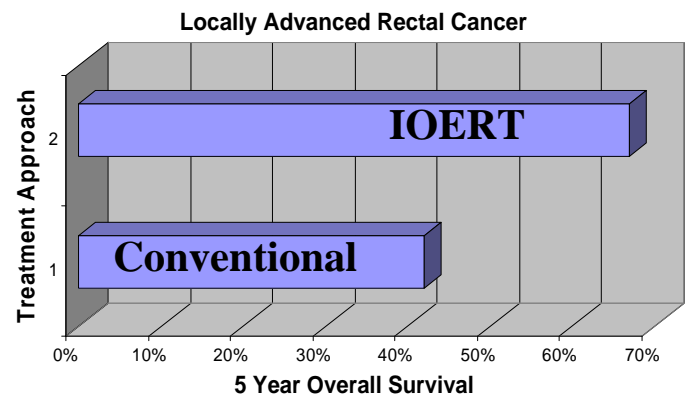 Locally Advanced Rectal Cancer
Treatment Approach
2
IOERT
1
Conventional
0% 10% 20% 30% 40% 50% 60% 70%
5 Year Overall Survival